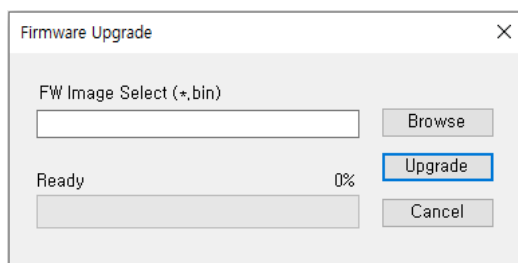 Firmware Upgrade
FW Image Select (*.bin)
Browse
Upgrade
Ready 0%
Cancel